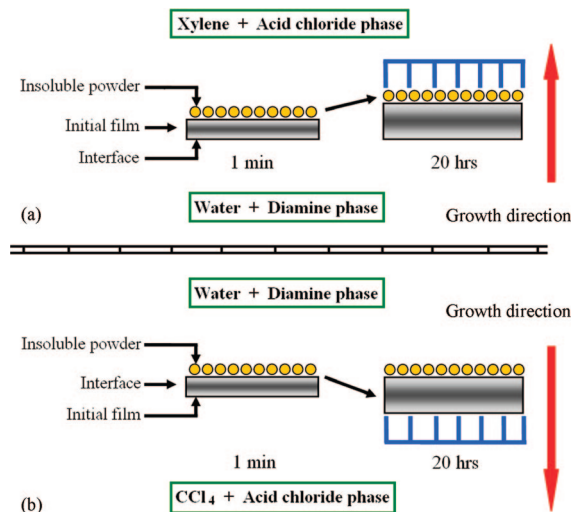 Xylene + Acid chloride phase
Insoluble powder
Initial film
Interface
1 min
20 hrs
(a)
Water + Diamine phase
Growth direction
Water + Diamine phase
Growth direction
Insoluble powder
Interface
Initial film
1 min
20 hrs
(b)
CCl₄ + Acid chloride phase